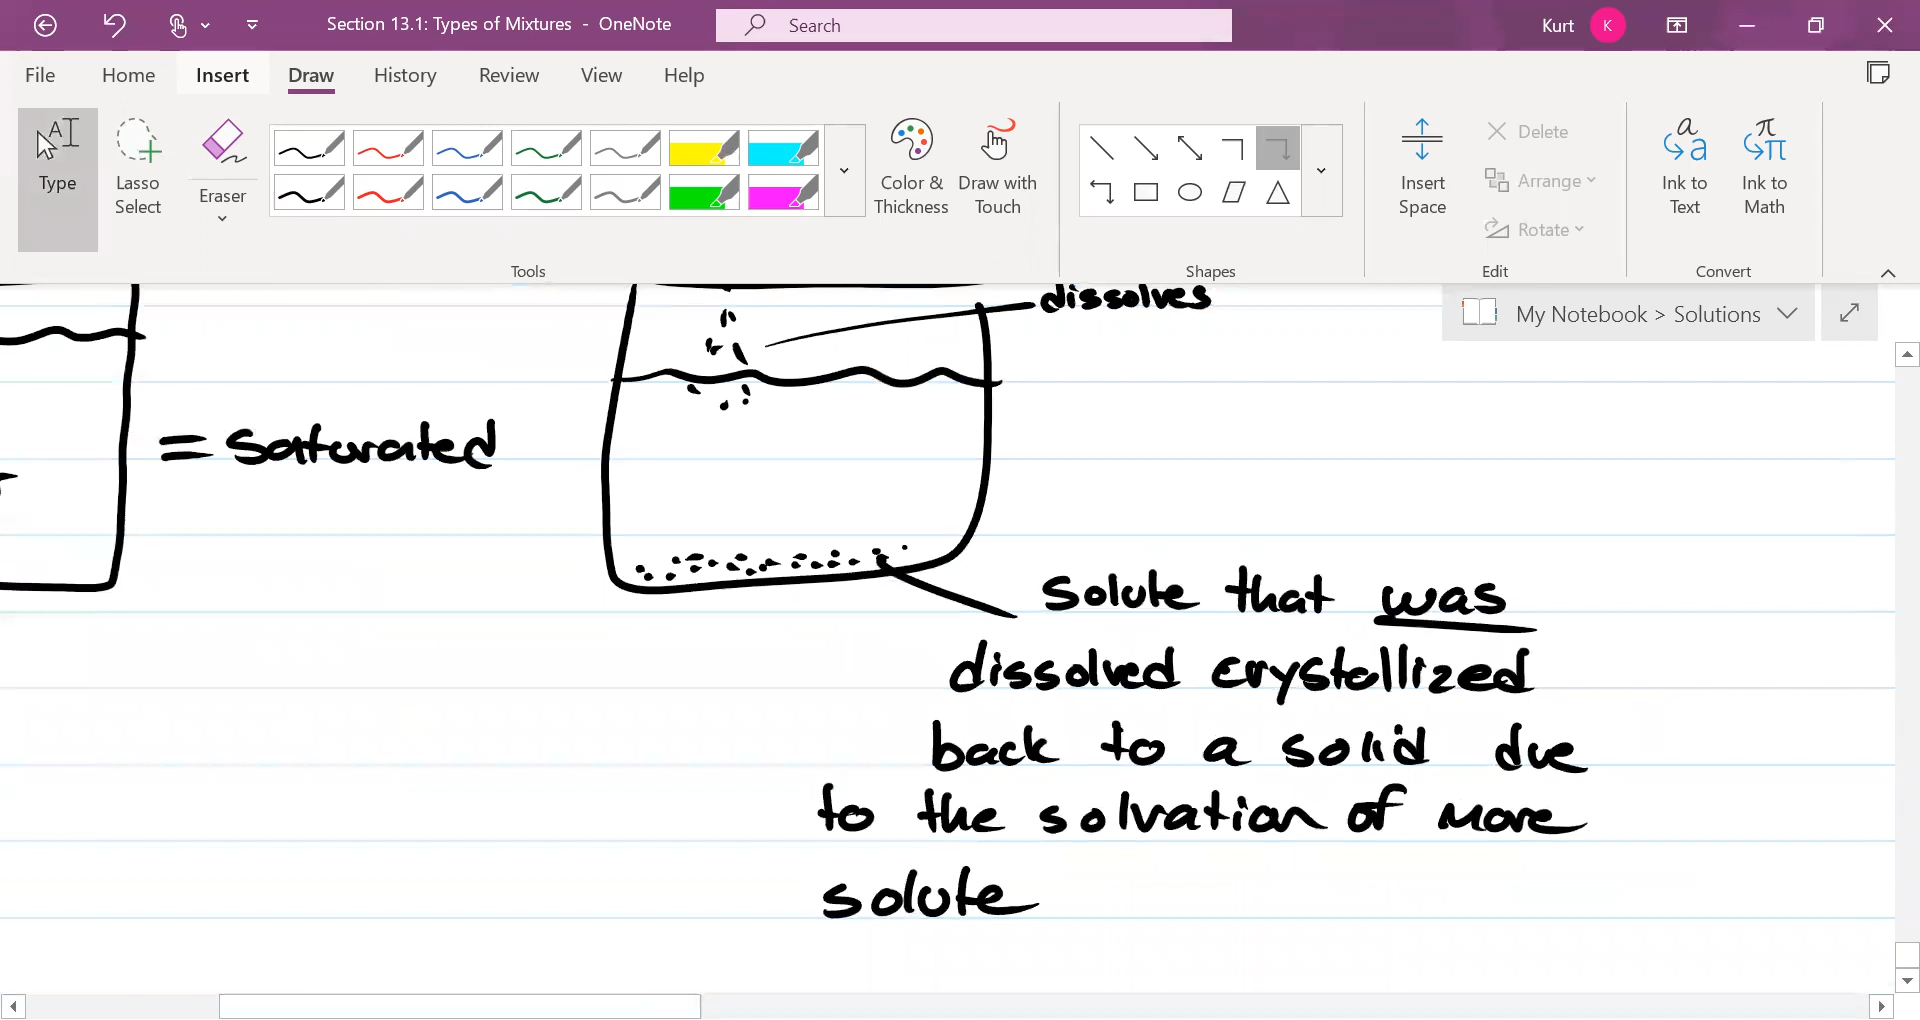 Section 13.1: Types of Mixtures - OneNote
Search
Kurt
K
File
Home
Insert
Draw
History
Review
View
Help
Type
Lasso
Select
Eraser
Color &
Thickness
Draw with
Touch
Insert
Space
Delete
Arrange
Rotate
Ink to
Text
Ink to
Math
Tools
Shapes
Edit
Convert
My Notebook > Solutions
dissolves
= saturated
solute that was
dissolved crystallized
back to a solid due
to the solvation of more
solute